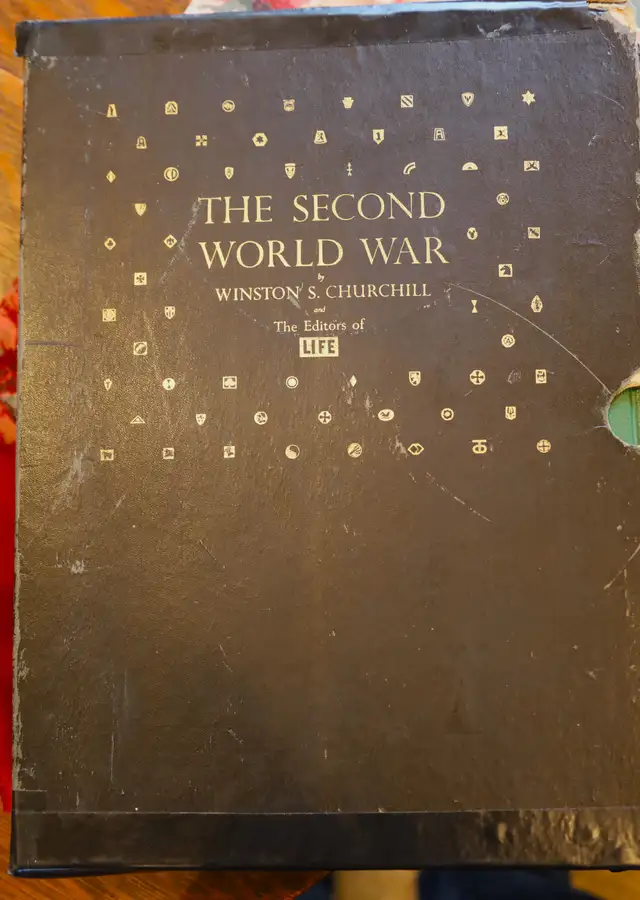 THE SECOND
WORLD WAR
by
WINSTON S. CHURCHILL
and
The Editors of
LIFE